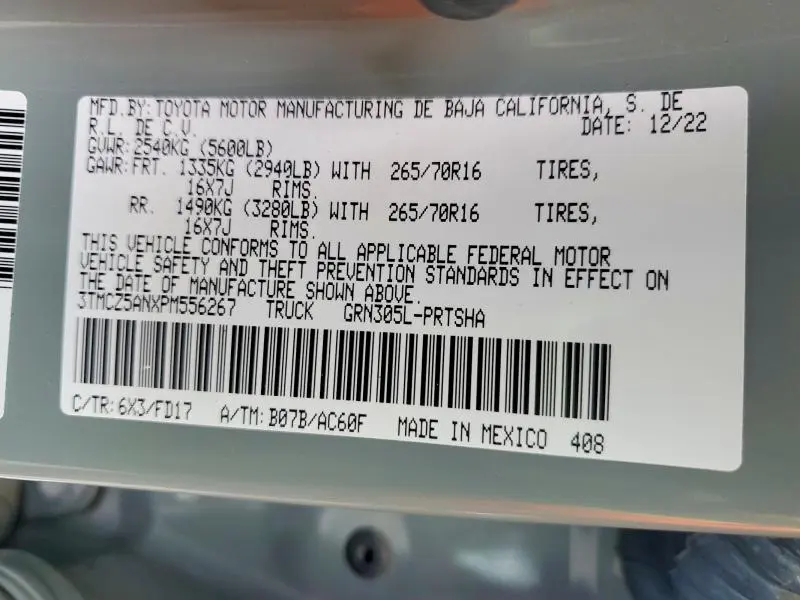 MFD.BY: TOYOTA MOTOR MANUFACTURING DE BAJA CALIFORNIA, S. DE
R.L. DE C.V. DATE: 12/22
GVWR: 2540KG (5600LB)
GAWR: FRT. 1335KG (2940LB) WITH 265/70R16 TIRES,
16X7J RIMS.
RR. 1490KG (3280LB) WITH 265/70R16 TIRES,
16X7J RIMS.
THIS VEHICLE CONFORMS TO ALL APPLICABLE FEDERAL MOTOR
VEHICLE SAFETY AND THEFT PREVENTION STANDARDS IN EFFECT ON
THE DATE OF MANUFACTURE SHOWN ABOVE.
3TMCZ5ANXPM556267 TRUCK GRN305L-PRTSHA
C/TR: 6X3/FD17 A/TM: B07B/AC60F MADE IN MEXICO 408